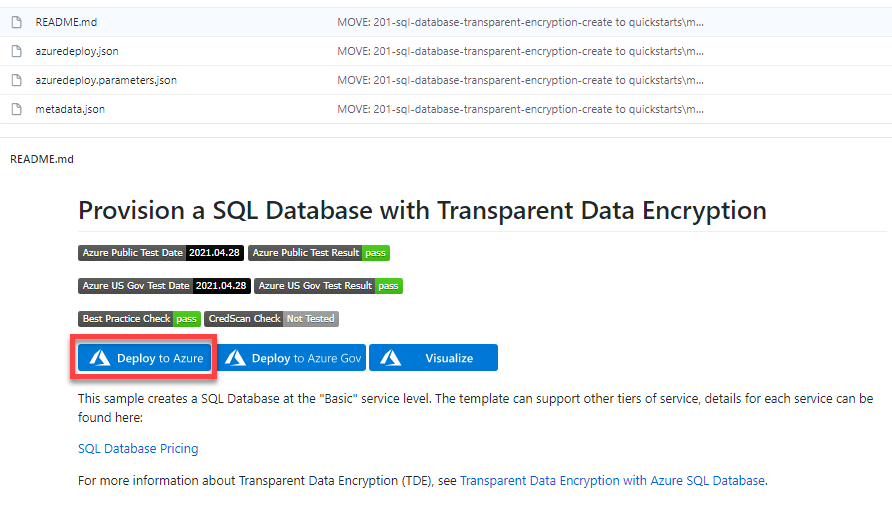 README.md MOVE: 201-sql-database-transparent-encryption-create to quickstarts\m...
azuredeploy.json MOVE: 201-sql-database-transparent-encryption-create to quickstarts\m...
azuredeploy.parameters.json MOVE: 201-sql-database-transparent-encryption-create to quickstarts\m...
metadata.json MOVE: 201-sql-database-transparent-encryption-create to quickstarts\m...
README.md
Provision a SQL Database with Transparent Data Encryption
Azure Public Test Date 2021.04.28 Azure Public Test Result pass
Azure US Gov Test Date 2021.04.28 Azure US Gov Test Result pass
Best Practice Check pass CredScan Check Not Tested
Deploy to Azure Deploy to Azure Gov Visualize
This sample creates a SQL Database at the "Basic" service level. The template can support other tiers of service, details for each service can be
found here:
SQL Database Pricing
For more information about Transparent Data Encryption (TDE), see Transparent Data Encryption with Azure SQL Database.